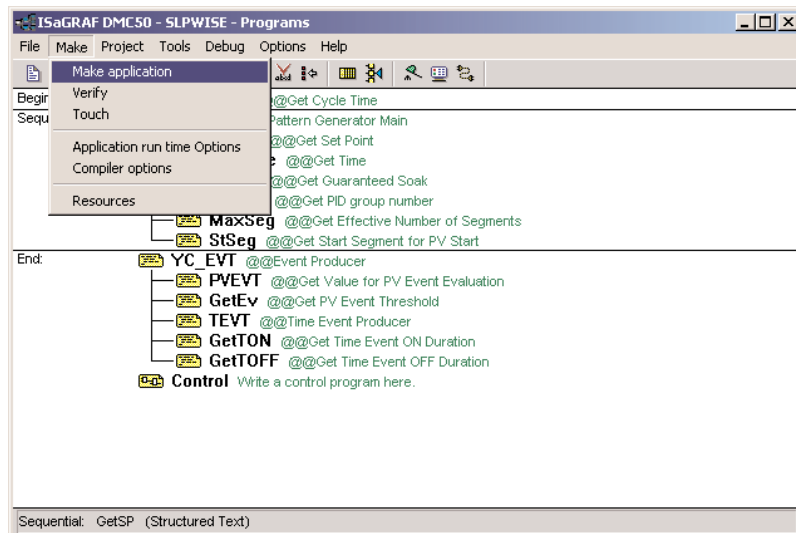 ISaGRAF DMC50 - SLPWISE - Programs
File Make Project Tools Debug Options Help
Make application
Verify
Touch
Application run time Options
Compiler options
Resources
Begin @@Get Cycle Time
Sequ Pattern Generator Main
@@Get Set Point
@@Get Time
@@Get Guaranteed Soak
@@Get PID group number
MaxSeg @@Get Effective Number of Segments
StSeg @@Get Start Segment for PV Start
End: YC_EVT @@Event Producer
PVEVT @@Get Value for PV Event Evaluation
GetEv @@Get PV Event Threshold
TEVT @@Time Event Producer
GetTON @@Get Time Event ON Duration
GetTOFF @@Get Time Event OFF Duration
Control Write a control program here.
Sequential: GetSP (Structured Text)